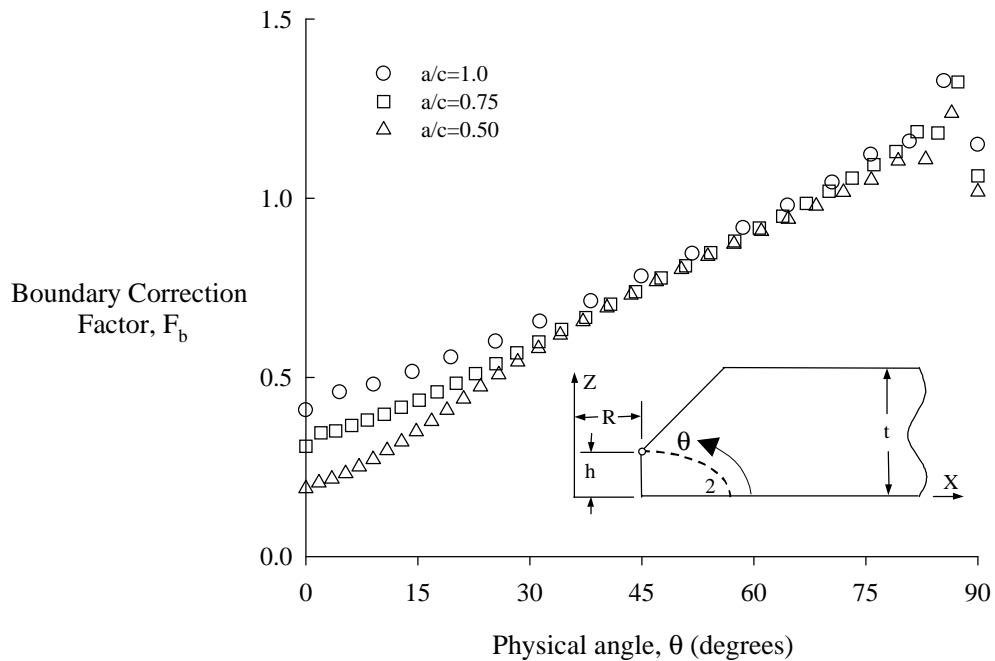 1.5
a/c=1.0
a/c=0.75
a/c=0.50
1.0
Boundary Correction
Factor, F_b
0.5
Z
R
θ
t
h
2
X
0.0
0 15 30 45 60 75 90
Physical angle, θ (degrees)